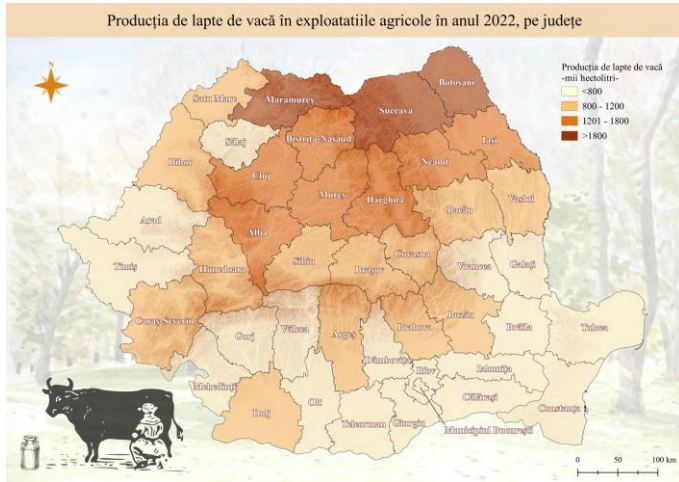 Producția de lapte de vacă în exploatatiile agricole în anul 2022, pe județe
Producția de lapte de vacă
-mii hectolitri-
<800
800 - 1200
1201 - 1800
>1800
Botoșani
Maramureș
Suceava
Satu Mare
Bistrița-Năsăud
Iași
Sălaj
Bihor
Neamț
Cluj
Mureș
Harghita
Bacău
Vaslui
Arad
Alba
Timiș
Hunedoara
Sibiu
Brașov
Covasna
Vrancea
Galați
Caraș-Severin
Gorj
Vâlcea
Argeș
Prahova
Buzău
Brăila
Tulcea
Dâmbovița
Ilfov
Ialomița
Mehedinți
Călărași
Dolj
Olt
Teleorman
Giurgiu
Municipiul București
Constanța
0 50 100 km